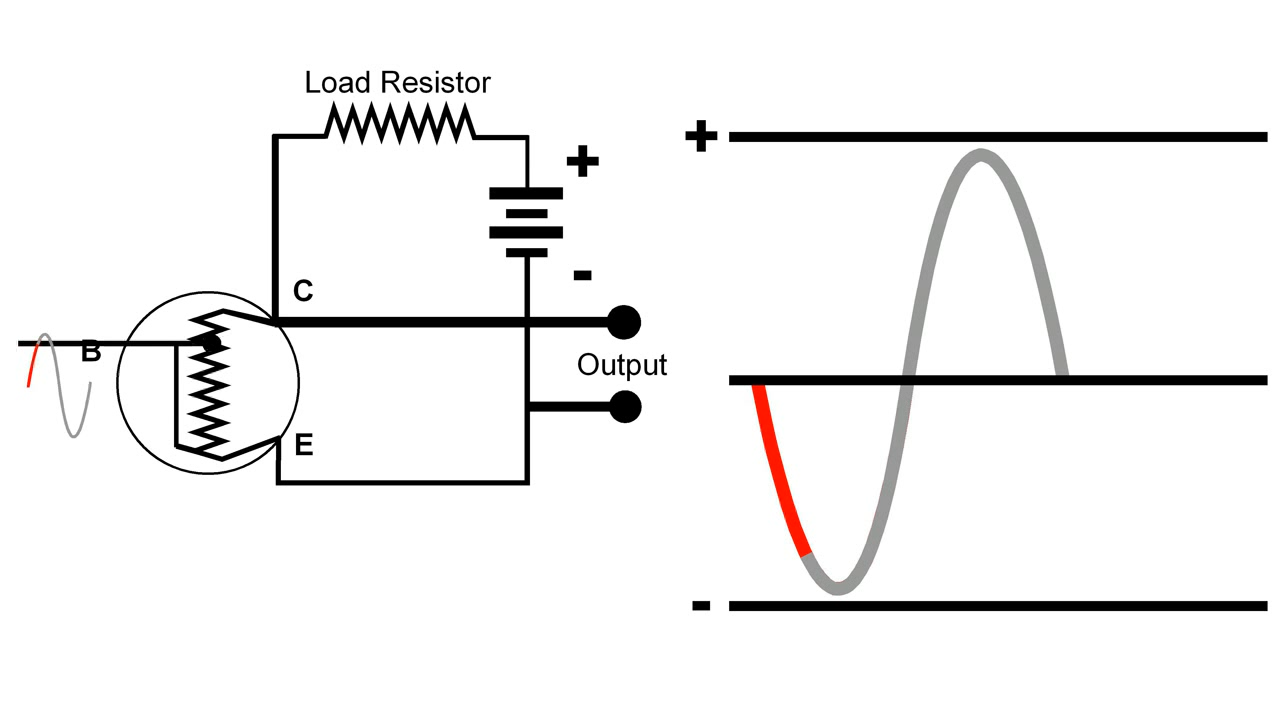 Load Resistor
+
+
-
C
B
Output
E
-